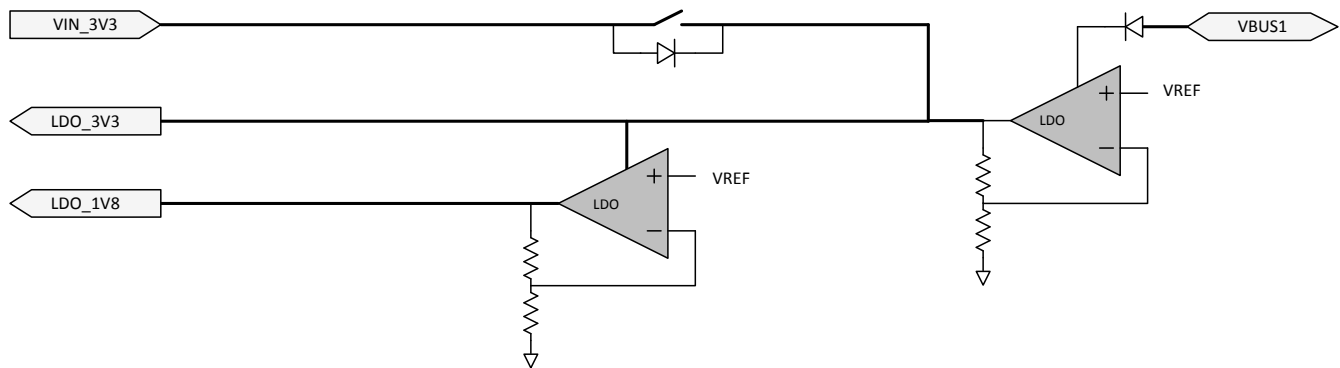 VIN_3V3
VBUS1
VREF
LDO
LDO_3V3
VREF
LDO
LDO_1V8